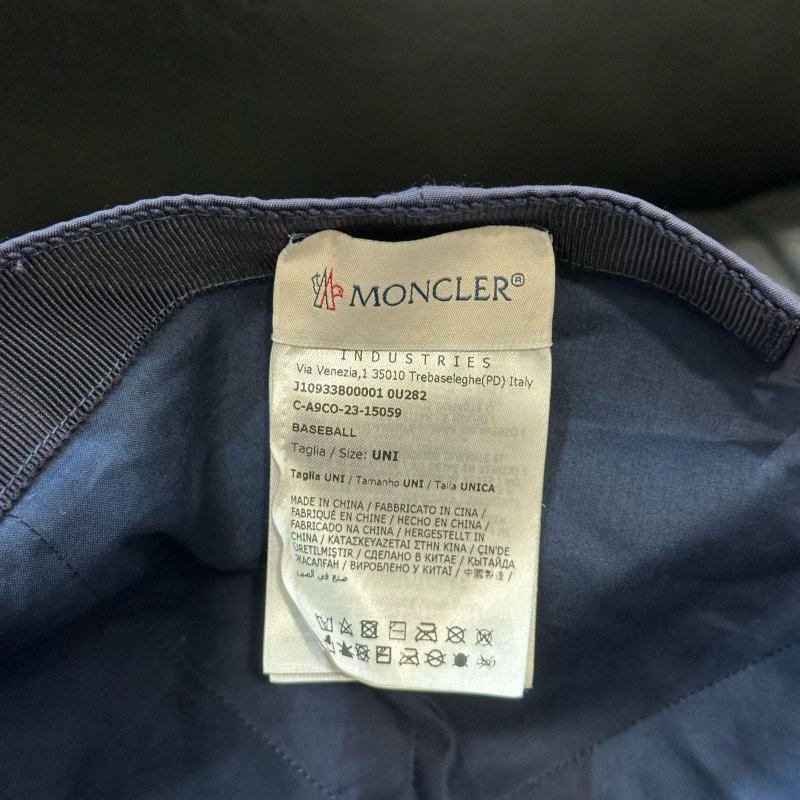 MONCLER®
INDUSTRIES
Via Venezia,1 35010 Trebaseleghe(PD) Italy
J10933B00001 0U282
C-A9CO-23-15059
BASEBALL
Taglia / Size: UNI
Taglia UNI / Tamanho UNI / Talla UNICA
MADE IN CHINA / FABBRICATO IN CINA /
FABRIQUÉ EN CHINE / HECHO EN CHINA /
FABRICADO NA CHINA / HERGESTELLT IN
CHINA / ΚΑΤΑΣΚΕΥΑΖΕΤΑΙ ΣΤΗΝ ΚΙΝΑ / ÇIN'DE
ÜRETILMIŞTIR / СДЕЛАНО В КИТАЕ / ҚЫТАЙДА
ЖАСАЛҒАН / ВИРОБЛЕНО У КИТАЇ / 中國製造 /
صنع في الصين